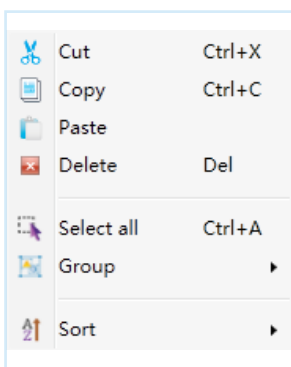 Cut Ctrl+X
Copy Ctrl+C
Paste
Delete Del
Select all Ctrl+A
Group
Sort